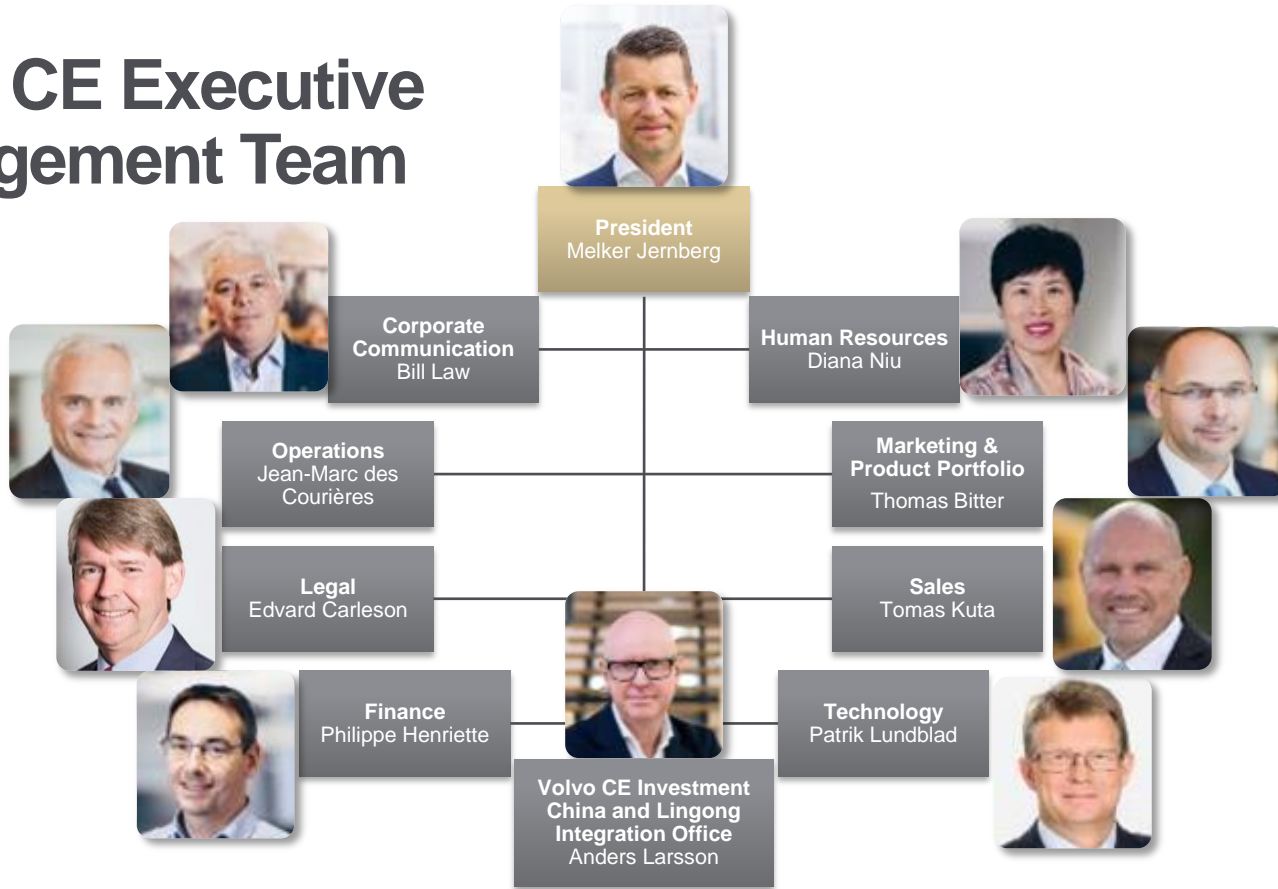 CE Executive
gement Team
President
Melker Jernberg
Corporate
Communication
Bill Law
Human Resources
Diana Niu
Operations
Jean-Marc des
Courières
Marketing &
Product Portfolio
Thomas Bitter
Legal
Edvard Carleson
Sales
Tomas Kuta
Finance
Philippe Henriette
Technology
Patrik Lundblad
Volvo CE Investment
China and Lingong
Integration Office
Anders Larsson